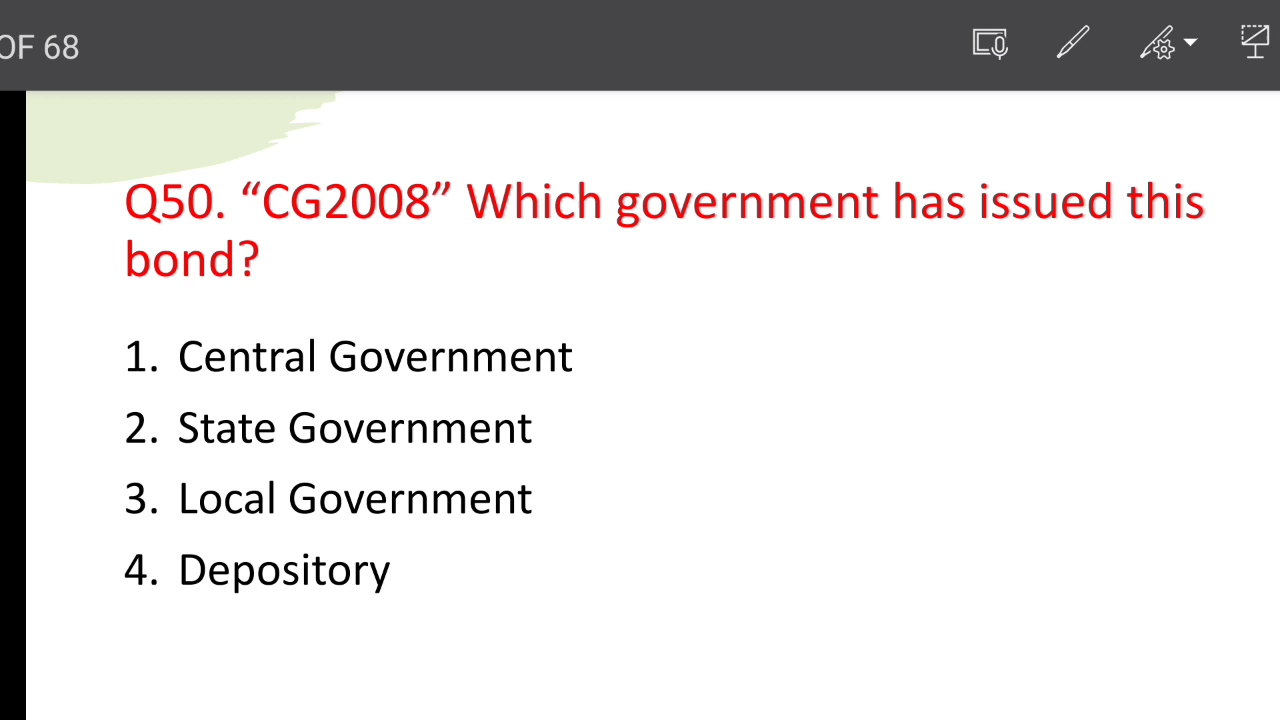 OF 68
Q50. “CG2008” Which government has issued this
bond?
1. Central Government
2. State Government
3. Local Government
4. Depository